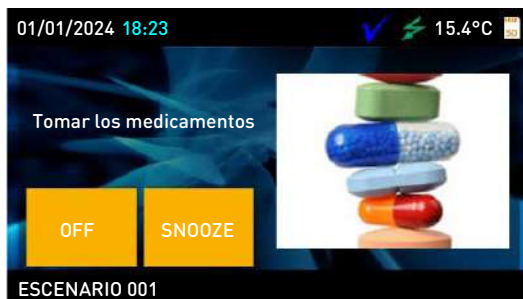 01/01/2024 18:23 15.4°C
Tomar los medicamentos
OFF SNOOZE
ESCENARIO 001